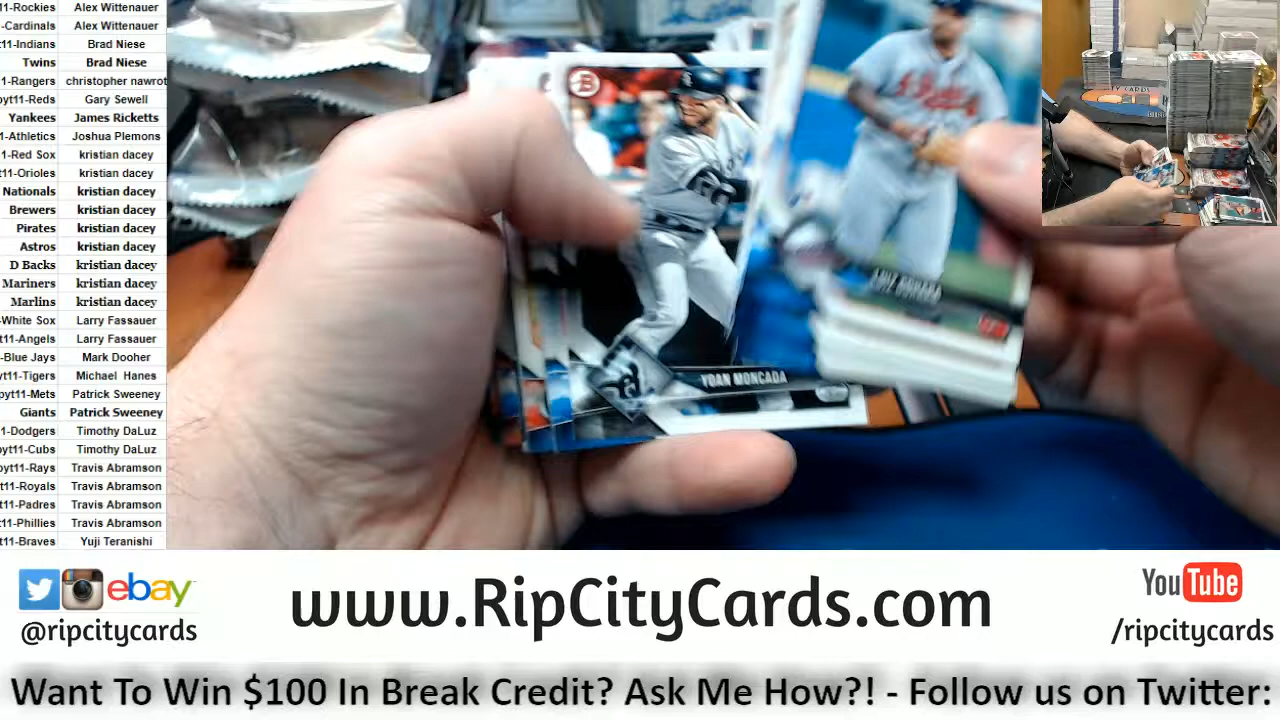 11-Rockies Alex Wittenauer
-Cardinals Alex Wittenauer
t11-Indians Brad Niese
Twins Brad Niese
1-Rangers christopher nawrot
pyt11-Reds Gary Sewell
Yankees James Ricketts
1-Athletics Joshua Plemons
1-Red Sox kristian dacey
t11-Orioles kristian dacey
Nationals kristian dacey
Brewers kristian dacey
Pirates kristian dacey
Astros kristian dacey
D Backs kristian dacey
Mariners kristian dacey
Marlins kristian dacey
-White Sox Larry Fassauer
t11-Angels Larry Fassauer
-Blue Jays Mark Dooher
pyt11-Tigers Michael Hanes
pyt11-Mets Patrick Sweeney
Giants Patrick Sweeney
1-Dodgers Timothy DaLuz
t11-Cubs Timothy DaLuz
pyt11-Rays Travis Abramson
t11-Royals Travis Abramson
t11-Padres Travis Abramson
t11-Phillies Travis Abramson
t11-Braves Yuji Teranishi
B
YOAN MONCADA
ebay
@ripcitycards
www.RipCityCards.com
YouTube
/ripcitycards
Want To Win $100 In Break Credit? Ask Me How?! - Follow us on Twitter: